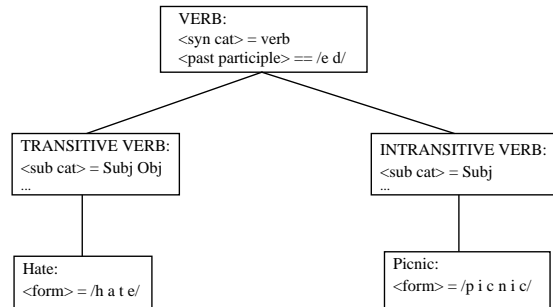 VERB:
<syn cat> = verb
<past participle> == /e d/
TRANSITIVE VERB:
<sub cat> = Subj Obj
...
INTRANSITIVE VERB:
<sub cat> = Subj
...
Hate:
<form> = /h a t e/
Picnic:
<form> = /p i c n i c/